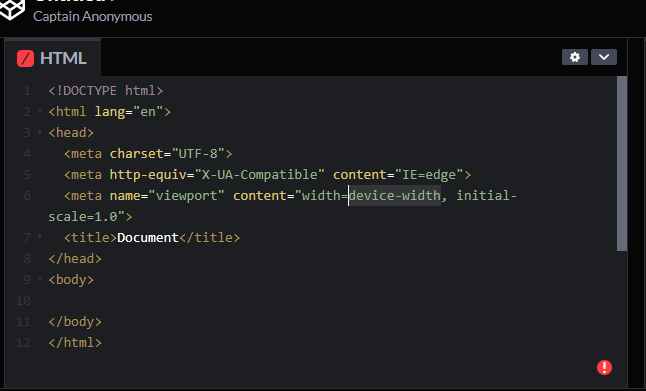 Captain Anonymous
HTML
1 <!DOCTYPE html>
2 <html lang="en">
3 <head>
4 <meta charset="UTF-8">
5 <meta http-equiv="X-UA-Compatible" content="IE=edge">
6 <meta name="viewport" content="width=device-width, initial-
scale=1.0">
7 <title>Document</title>
8 </head>
9 <body>
10
11 </body>
12 </html>